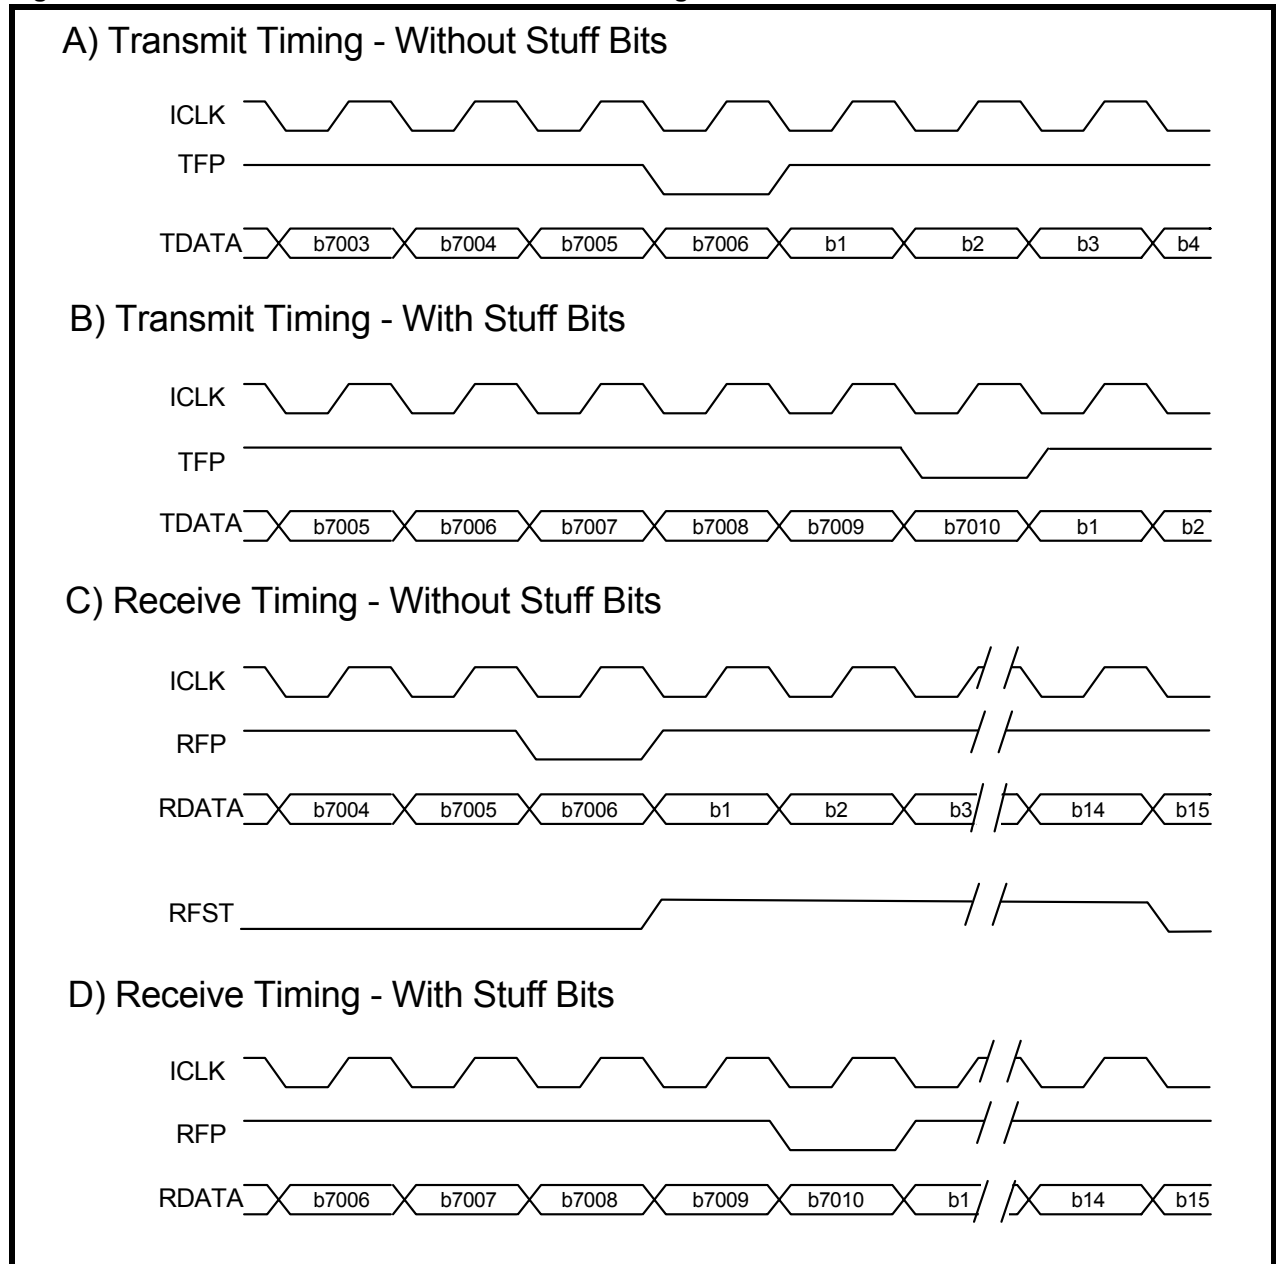 A) Transmit Timing - Without Stuff Bits
ICLK
TFP
TDATA b7003 b7004 b7005 b7006 b1 b2 b3 b4
B) Transmit Timing - With Stuff Bits
ICLK
TFP
TDATA b7005 b7006 b7007 b7008 b7009 b7010 b1 b2
C) Receive Timing - Without Stuff Bits
ICLK
RFP
RDATA b7004 b7005 b7006 b1 b2 b3 b14 b15
RFST
D) Receive Timing - With Stuff Bits
ICLK
RFP
RDATA b7006 b7007 b7008 b7009 b7010 b1 b14 b15